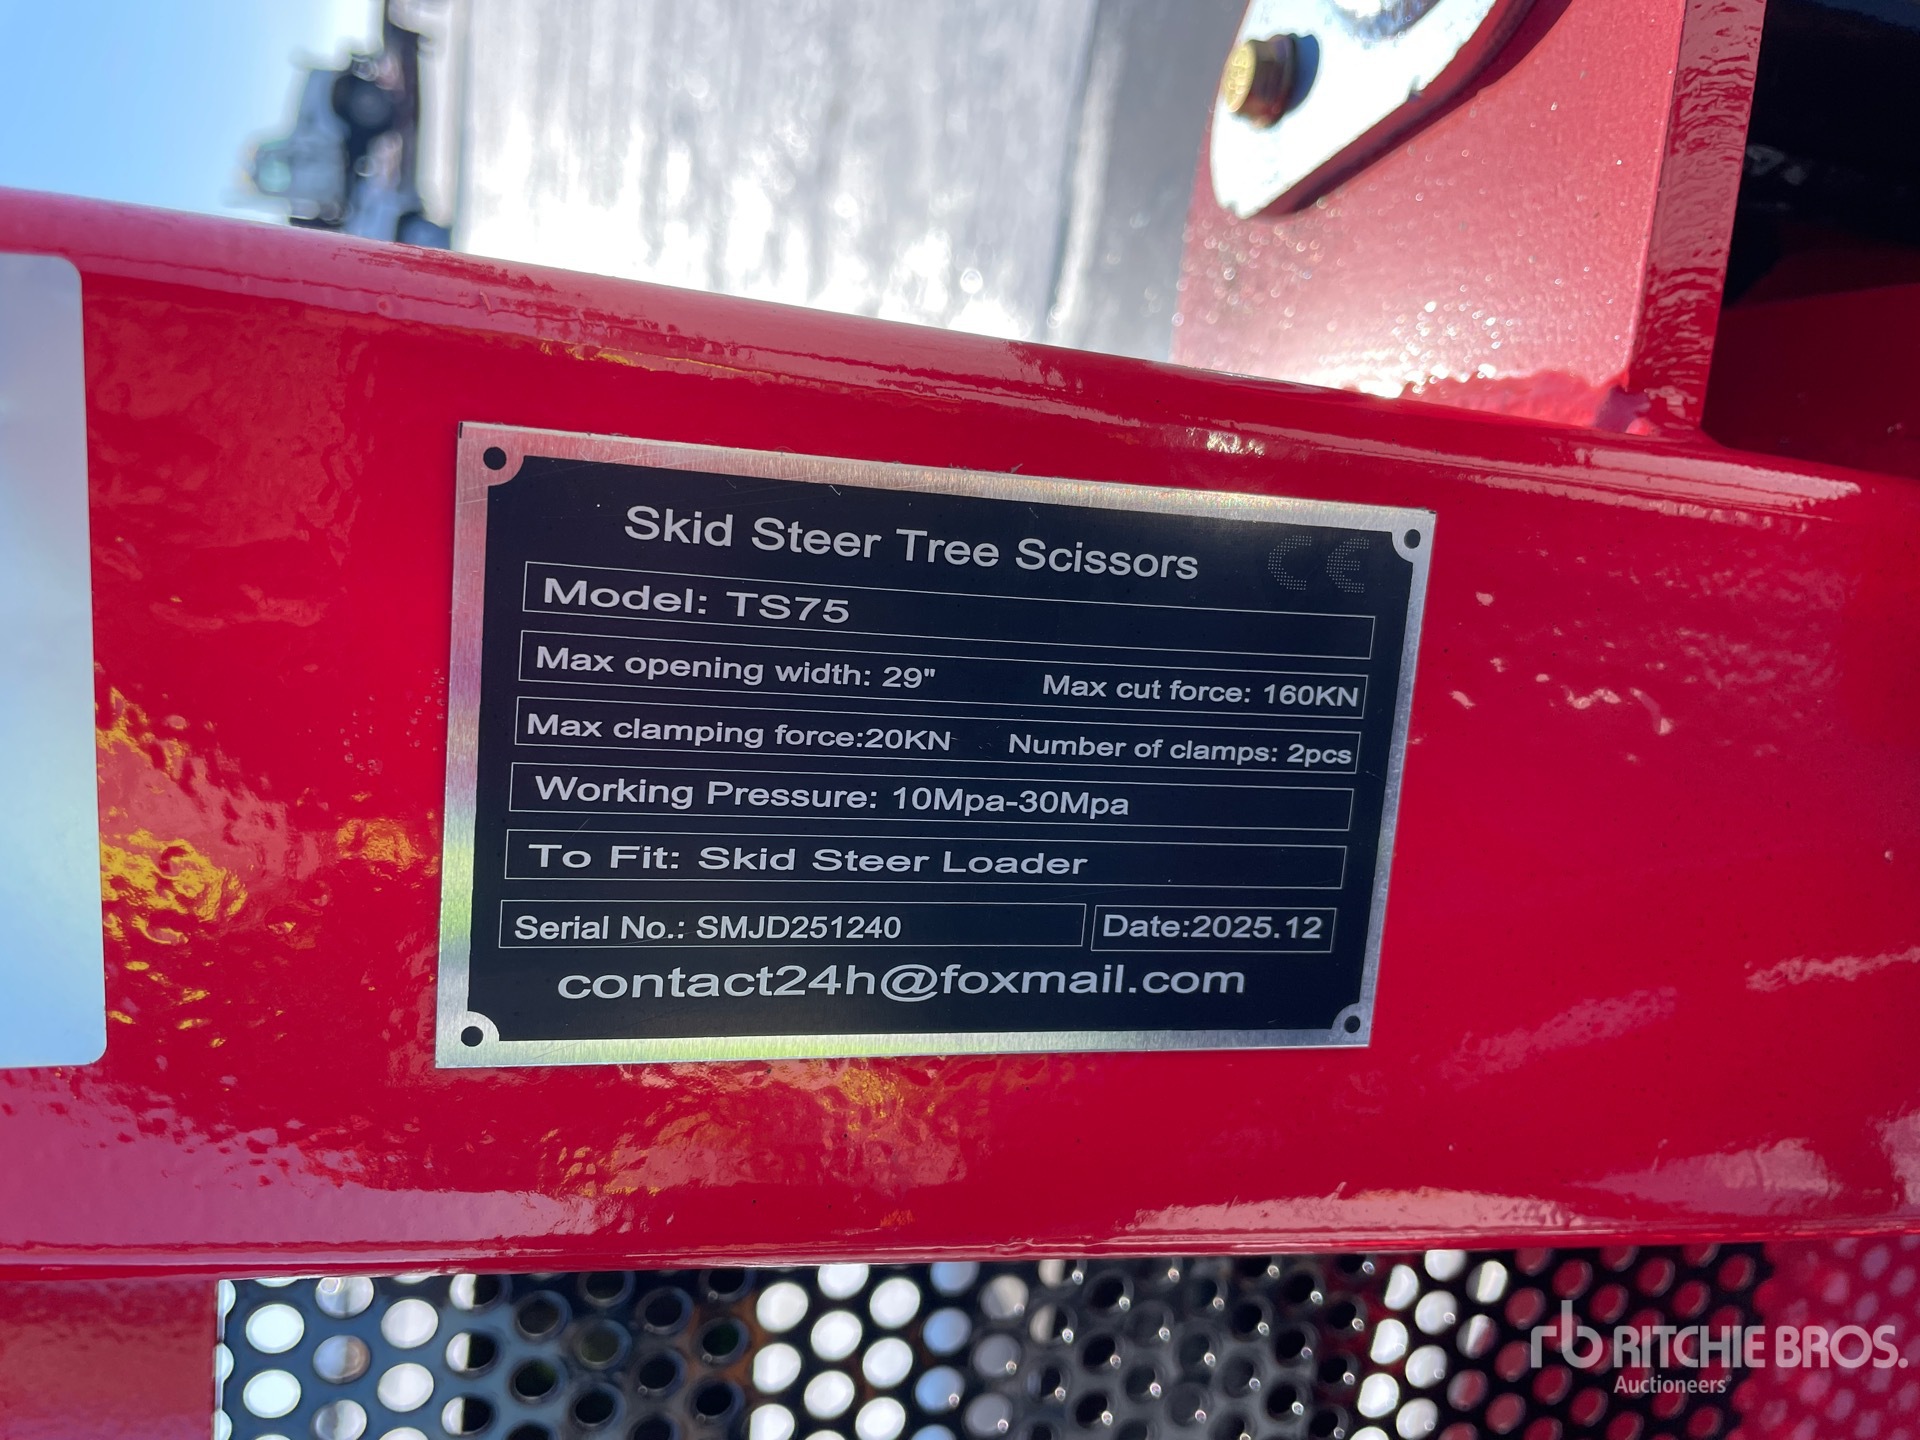 Skid Steer Tree Scissors CE
Model: TS75
Max opening width: 29" Max cut force: 160KN
Max clamping force:20KN Number of clamps: 2pcs
Working Pressure: 10Mpa-30Mpa
To Fit: Skid Steer Loader
Serial No.: SMJD251240 Date:2025.12
contact24h@foxmail.com
rb RITCHIE BROS.
Auctioneers